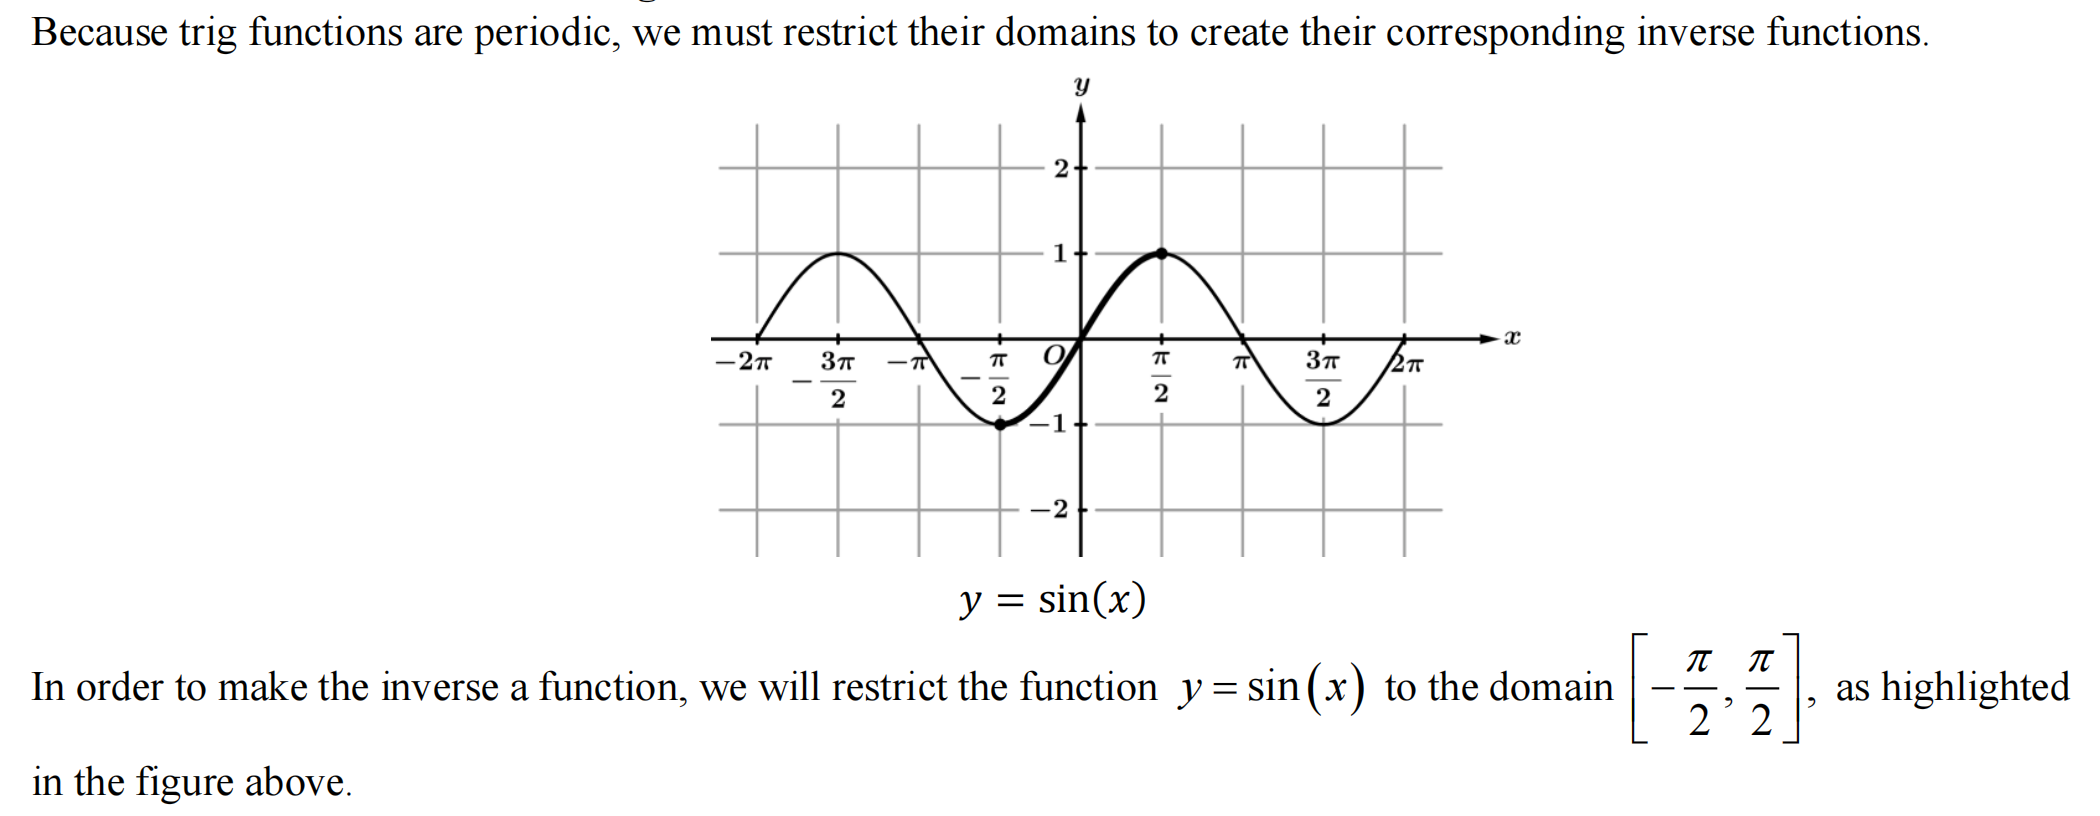 Because trig functions are periodic, we must restrict their domains to create their corresponding inverse functions.
y
2
1
x
−2π −3π/2 −π −π/2 O π/2 π 3π/2 2π
−1
−2
y = sin(x)
In order to make the inverse a function, we will restrict the function y = sin(x) to the domain [−π/2, π/2], as highlighted
in the figure above.